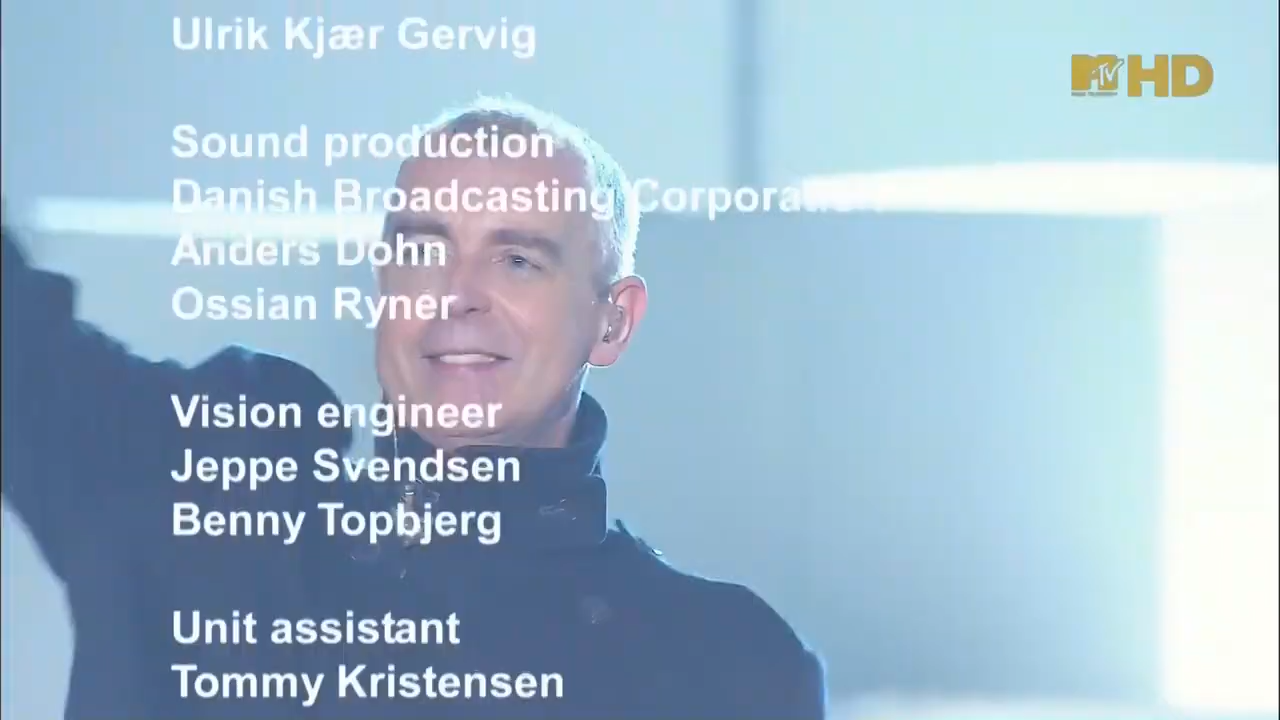 Ulrik Kjær Gervig
MTV HD
Sound production
Danish Broadcasting Corporation
Anders Dohn
Ossian Ryner
Vision engineer
Jeppe Svendsen
Benny Topbjerg
Unit assistant
Tommy Kristensen